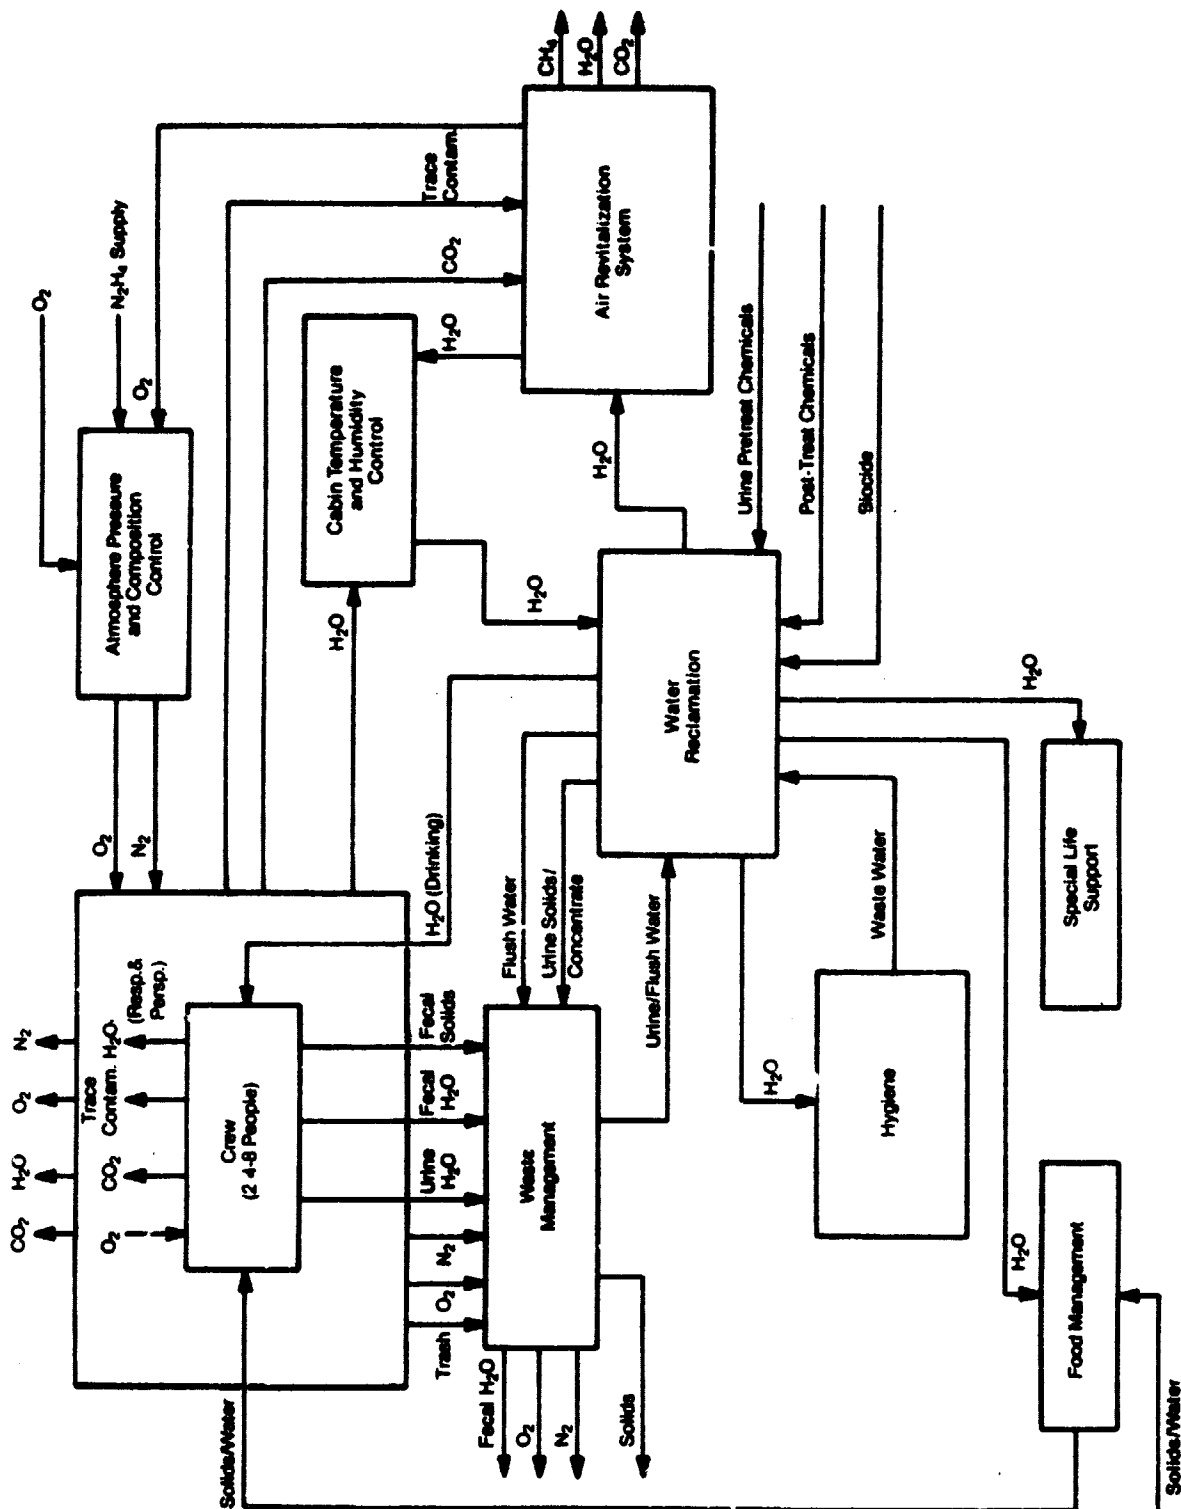 O₂
N₂H₄ Supply
O₂
Atmosphere Pressure
and Composition
Control
O₂
N₂
Trace
Contam.
CO₂
CH₄
H₂O
CO₂
Air Revitalization
System
H₂O
Cabin Temperature
and Humidity
Control
H₂O
H₂O
H₂O
Urine Pretreat Chemicals
Post-Treat Chemicals
Biocide
Water
Reclamation
H₂O (Drinking)
Flush Water
Urine Solids/
Concentrate
Urine/Flush Water
H₂O
Waste Water
H₂O
Special Life
Support
Hygiene
H₂O
Food Management
Solids/Water
Solids/Water
CO₂
H₂O
O₂
N₂
O₂
CO₂
Trace
Contam.
H₂O
(Resp.&
Persp.)
Crew
(2 4-8 People)
Trash
O₂
N₂
Urine
H₂O
Fecal
H₂O
Fecal
Solids
Waste
Management
Fecal H₂O
O₂
N₂
Solids